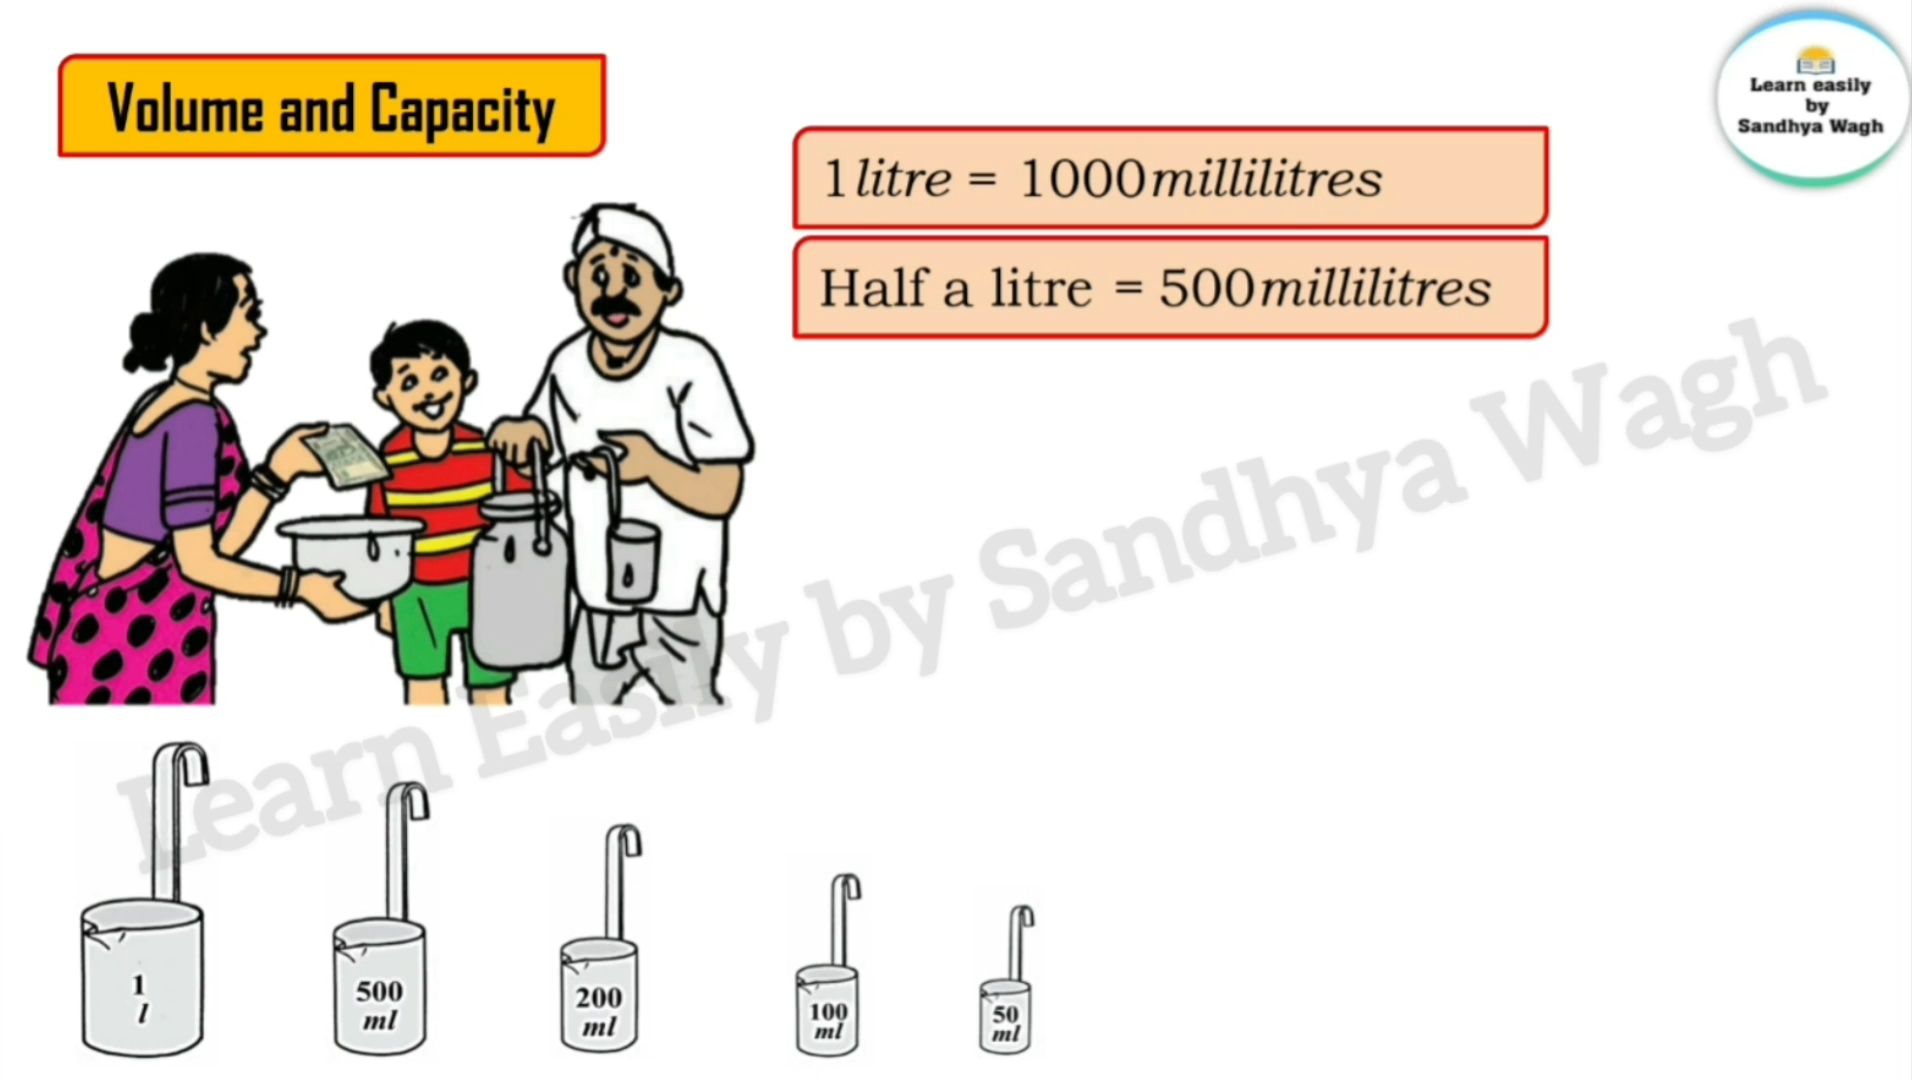 Volume and Capacity
Learn easily
by
Sandhya Wagh
1 litre = 1000 millilitres
Half a litre = 500 millilitres
Learn Easily by Sandhya Wagh
1
l
500
ml
200
ml
100
ml
50
ml